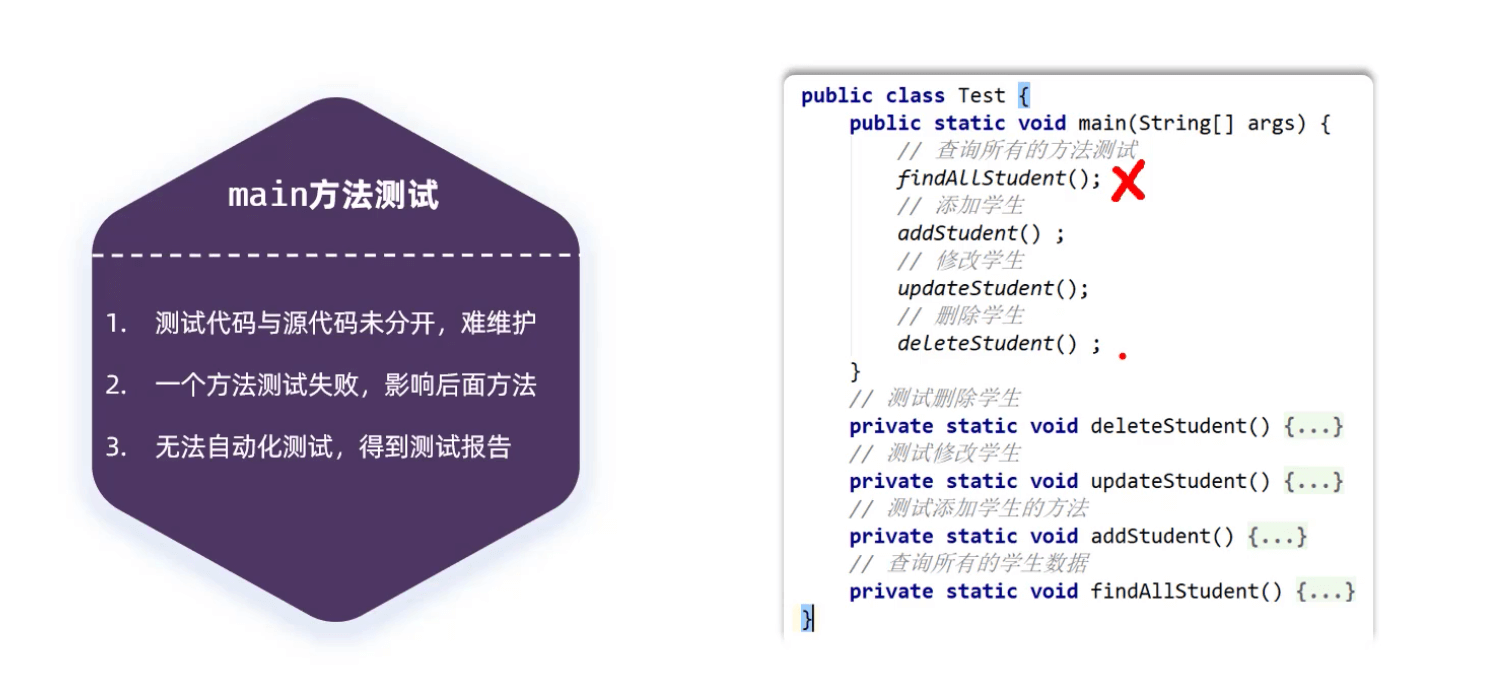 main方法测试
1. 测试代码与源代码未分开，难维护
2. 一个方法测试失败，影响后面方法
3. 无法自动化测试，得到测试报告
public class Test {
public static void main(String[] args) {
// 查询所有的方法测试
findAllStudent();
// 添加学生
addStudent() ;
// 修改学生
updateStudent();
// 删除学生
deleteStudent() ;
}
// 测试删除学生
private static void deleteStudent() {...}
// 测试修改学生
private static void updateStudent() {...}
// 测试添加学生的方法
private static void addStudent() {...}
// 查询所有的学生数据
private static void findAllStudent() {...}
}